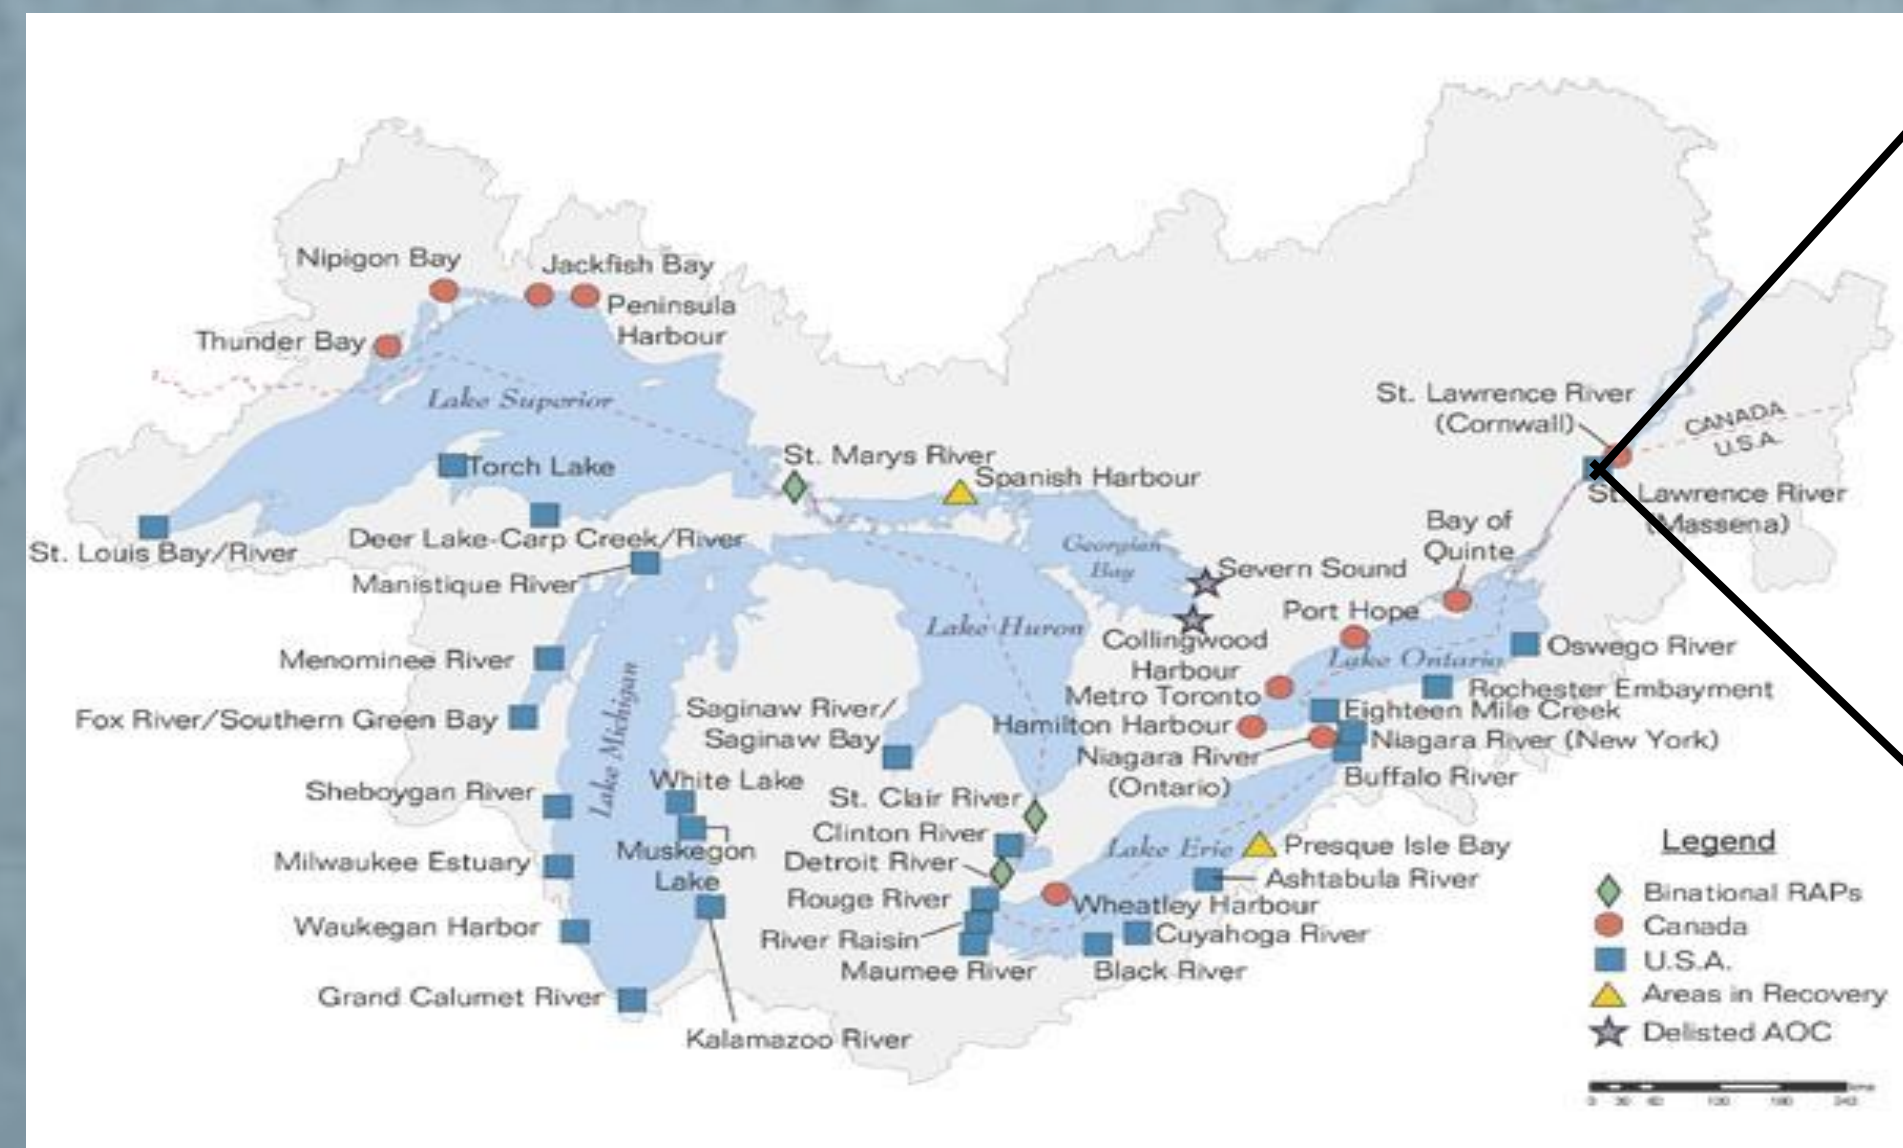 Nipigon Bay
Jackfish Bay
Peninsula
Harbour
Thunder Bay
Lake Superior
St. Lawrence River
(Cornwall)
CANADA
U.S.A.
St. Marys River
Torch Lake
Spanish Harbour
St. Lawrence River
(Massena)
Bay of
Quinte
St. Louis Bay/River
Deer Lake-Carp Creek/River
Manistique River
Georgian
Bay
Severn Sound
Port Hope
Lake Huron
Collingwood
Harbour
Menominee River
Lake Ontario
Oswego River
Metro Toronto
Rochester Embayment
Fox River/Southern Green Bay
Lake Michigan
Saginaw River/
Saginaw Bay
Hamilton Harbour
Eighteen Mile Creek
Niagara River
(Ontario)
Niagara River (New York)
Buffalo River
Sheboygan River
White Lake
St. Clair River
Clinton River
Muskegon
Lake
Milwaukee Estuary
Detroit River
Lake Erie
Presque Isle Bay
Ashtabula River
Rouge River
Wheatley Harbour
Waukegan Harbor
River Raisin
Cuyahoga River
Maumee River
Black River
Grand Calumet River
Kalamazoo River
Legend
Binational RAPs
Canada
U.S.A.
Areas in Recovery
Delisted AOC